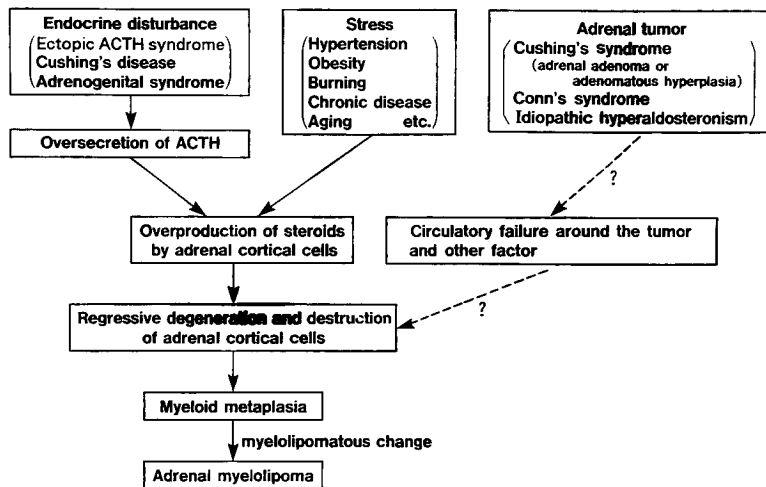 Endocrine disturbance
Ectopic ACTH syndrome
Cushing's disease
Adrenogenital syndrome
Stress
Hypertension
Obesity
Burning
Chronic disease
Aging etc.
Adrenal tumor
Cushing's syndrome
(adrenal adenoma or
adenomatous hyperplasia)
Conn's syndrome
Idiopathic hyperaldosteronism
Oversecretion of ACTH
?
Overproduction of steroids
by adrenal cortical cells
Circulatory failure around the tumor
and other factor
?
Regressive degeneration and destruction
of adrenal cortical cells
Myeloid metaplasia
myelolipomatous change
Adrenal myelolipoma